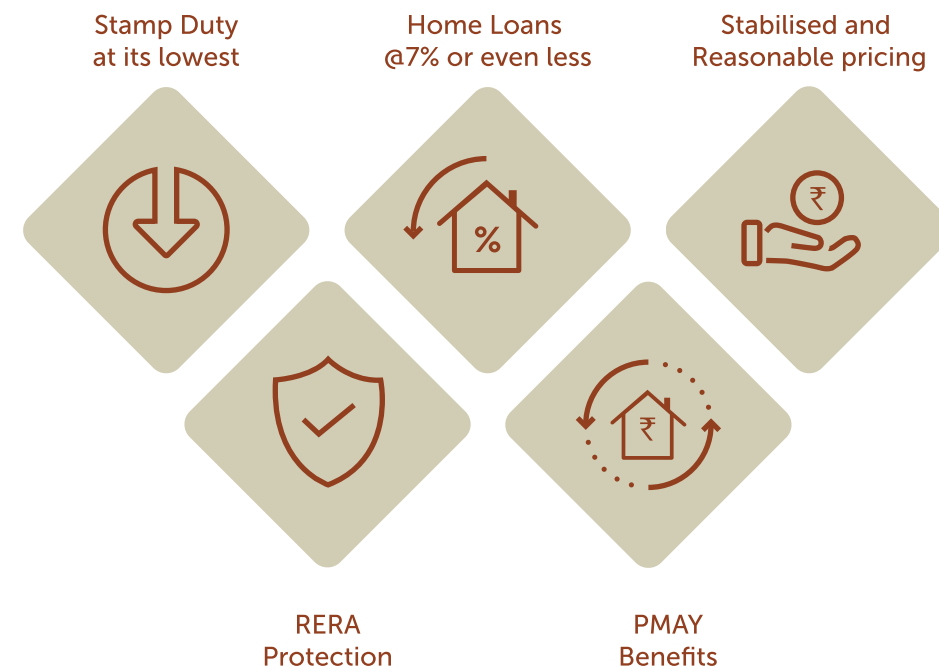 Stamp Duty
at its lowest
Home Loans
@7% or even less
Stabilised and
Reasonable pricing
%
₹
₹
RERA
Protection
PMAY
Benefits